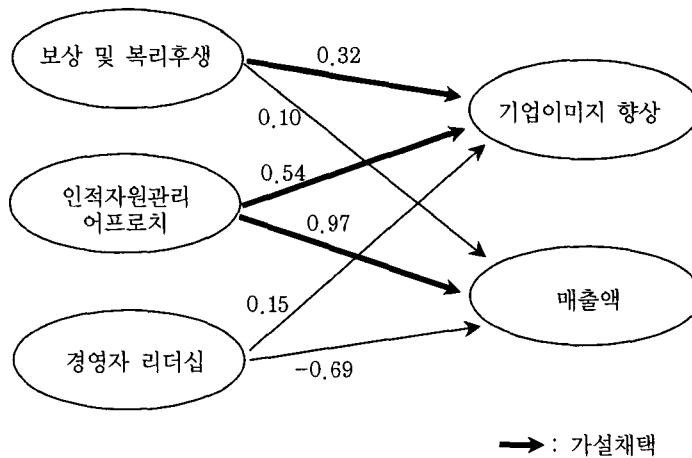 보상 및 복리후생
0.32
기업이미지 향상
0.10
인적자원관리
어프로치
0.54
0.97
매출액
0.15
경영자 리더십
-0.69
: 가설채택